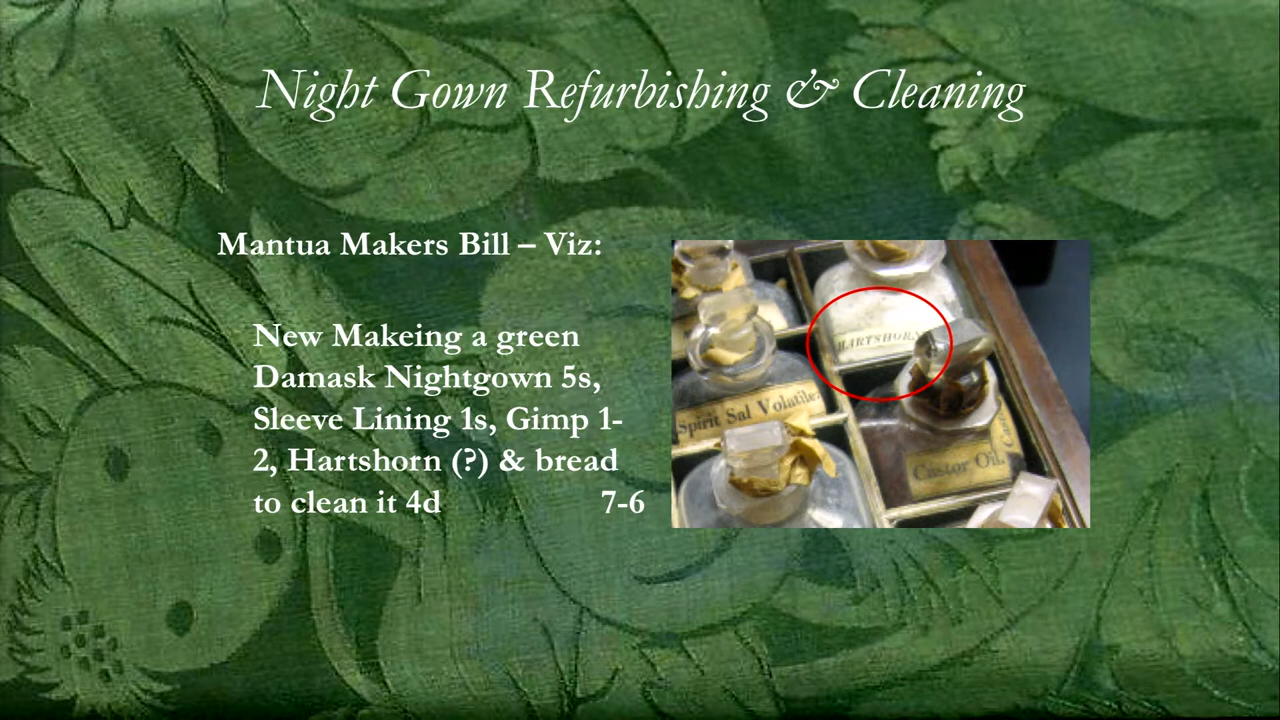 Night Gown Refurbishing & Cleaning
Mantua Makers Bill – Viz:
New Makeing a green
Damask Nightgown 5s,
Sleeve Lining 1s, Gimp 1-
2, Hartshorn (?) & bread
to clean it 4d 7-6
HARTSHORN
Spirit Sal Volatile.
Castor Oil.